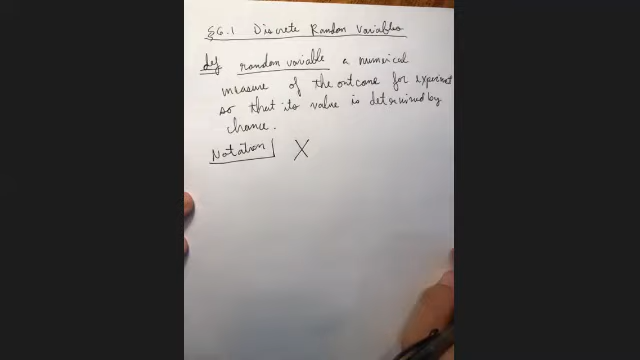 §6.1 Discrete Random Variables
def random variable a numerical
measure of the outcome for experiment
so that its value is determined by
chance.
Notation X